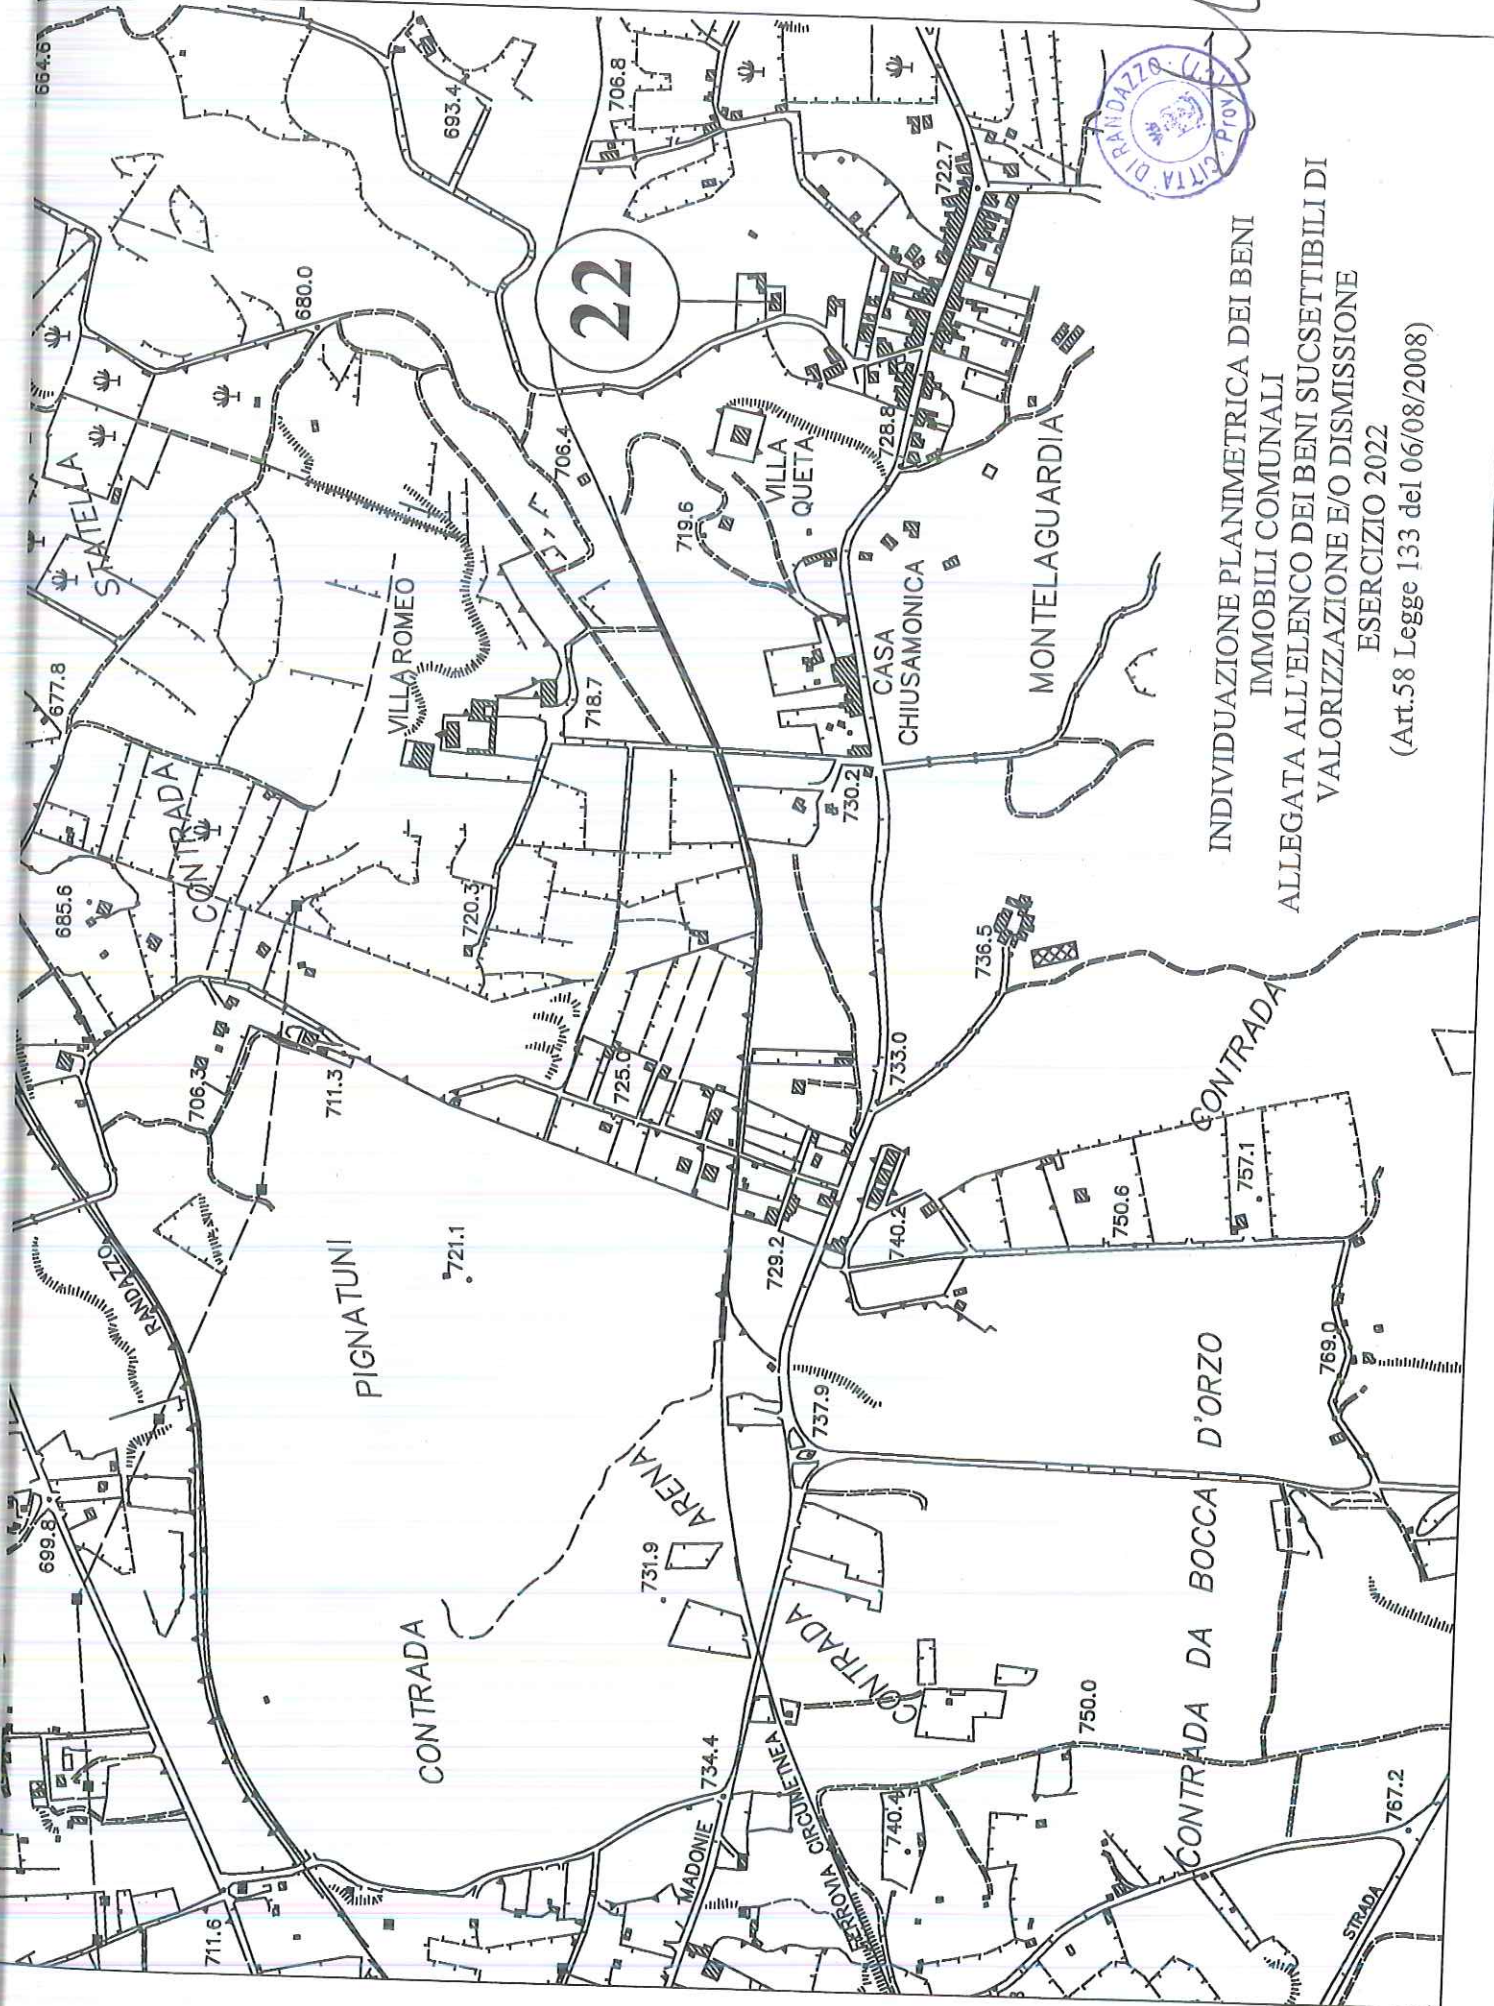 664.6
693.4
706.8
722.7
680.0
22
STATELLA
706.4
728.8
VILLA
QUETA
719.6
677.8
VILLA ROMEO
718.7
CASA
CHIUSAMONICA
MONTELAGUARDIA
CONTRADA
685.6
720.3
730.2
736.5
706.3
711.3
725.0
733.0
CONTRADA
RANDAZZO
PIGNATUNI
721.1
729.2
740.2
750.6
757.1
699.8
ARENA
731.9
737.9
769.0
D'ORZO
CONTRADA
CONTRADA
734.4
750.0
CONTRADA DA BOCCA
711.6
MADONIE
FERROVIA CIRCUMETNEA
740.4
767.2
STRADA
INDIVIDUAZIONE PLANIMETRICA DEI BENI
IMMOBILI COMUNALI
ALLEGATA ALL'ELENCO DEI BENI SUCSETTIBILI DI
VALORIZZAZIONE E/O DISMISSIONE
ESERCIZIO 2022
(Art.58 Legge 133 del 06/08/2008)
CITTA' DI RANDAZZO
Prov